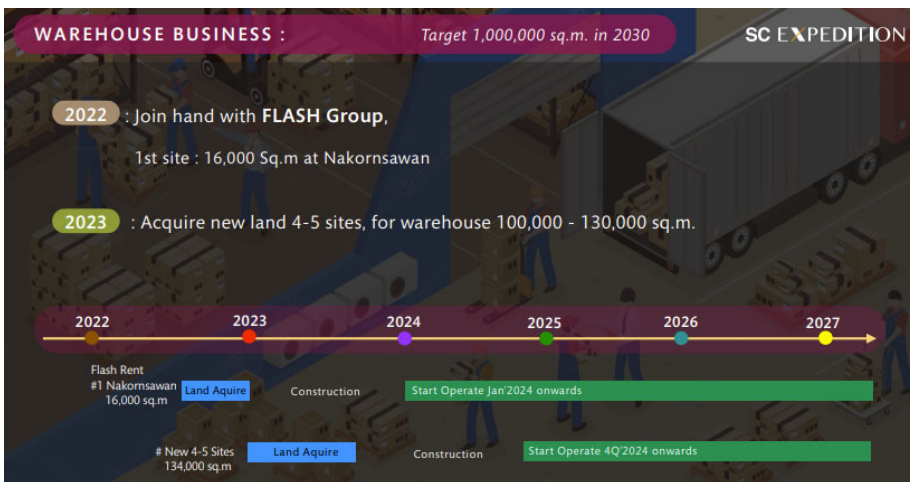 WAREHOUSE BUSINESS :
Target 1,000,000 sq.m. in 2030
SC EXPEDITION
2022 : Join hand with FLASH Group,
1st site : 16,000 Sq.m at Nakornsawan
2023 : Acquire new land 4-5 sites, for warehouse 100,000 - 130,000 sq.m.
2022 2023 2024 2025 2026 2027
Flash Rent
#1 Nakornsawan
16,000 sq.m
Land Aquire
Construction
Start Operate Jan'2024 onwards
# New 4-5 Sites
134,000 sq.m
Land Aquire
Construction
Start Operate 4Q'2024 onwards